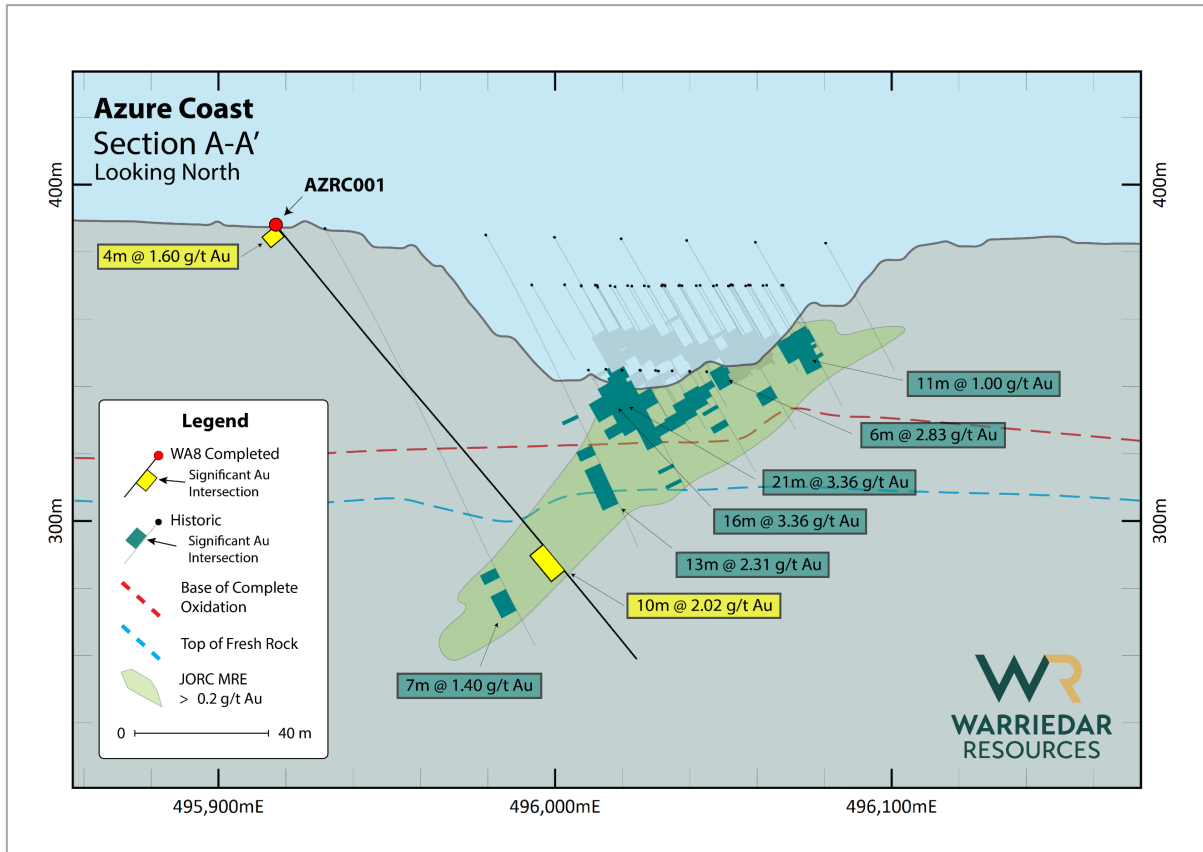 Azure Coast
Section A-A’
Looking North
AZRC001
400m
400m
4m @ 1.60 g/t Au
11m @ 1.00 g/t Au
6m @ 2.83 g/t Au
21m @ 3.36 g/t Au
16m @ 3.36 g/t Au
13m @ 2.31 g/t Au
10m @ 2.02 g/t Au
7m @ 1.40 g/t Au
300m
300m
Legend
WA8 Completed
Significant Au
Intersection
Historic
Significant Au
Intersection
Base of Complete
Oxidation
Top of Fresh Rock
JORC MRE
> 0.2 g/t Au
0 40 m
WR
WARRIEDAR
RESOURCES
495,900mE
496,000mE
496,100mE